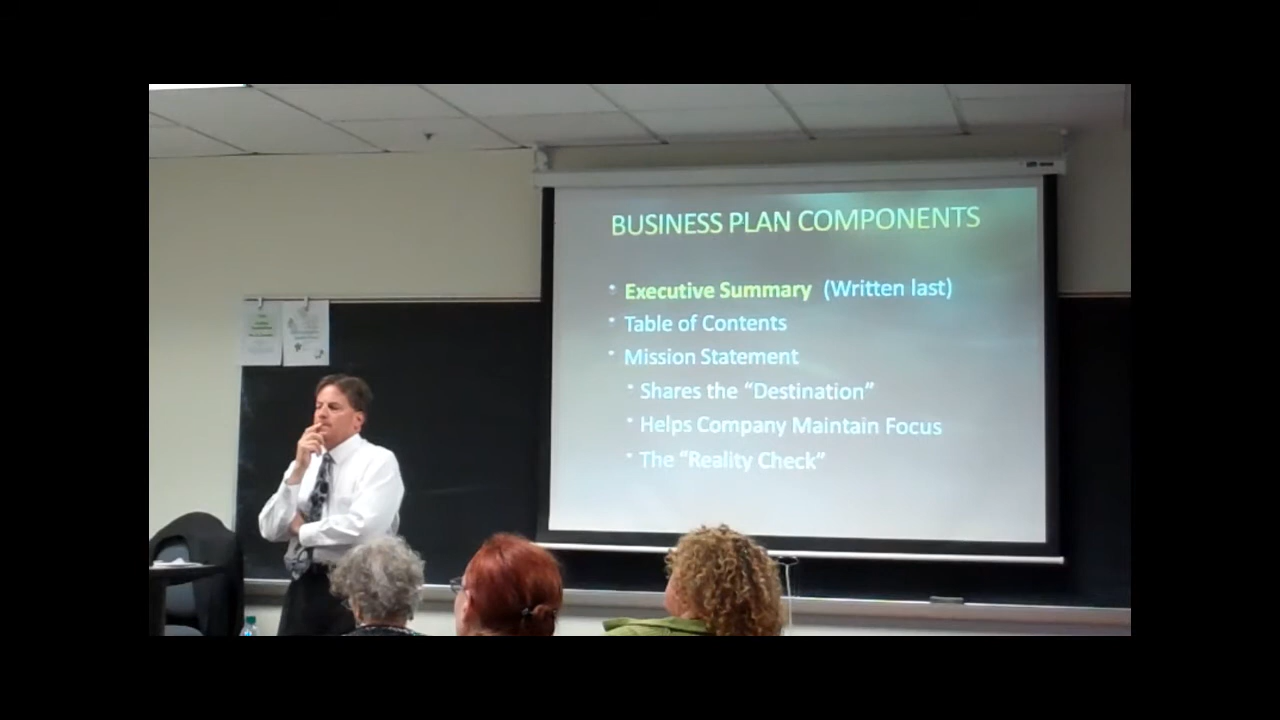 BUSINESS PLAN COMPONENTS
Executive Summary (Written last)
Table of Contents
Mission Statement
Shares the “Destination”
Helps Company Maintain Focus
The “Reality Check”